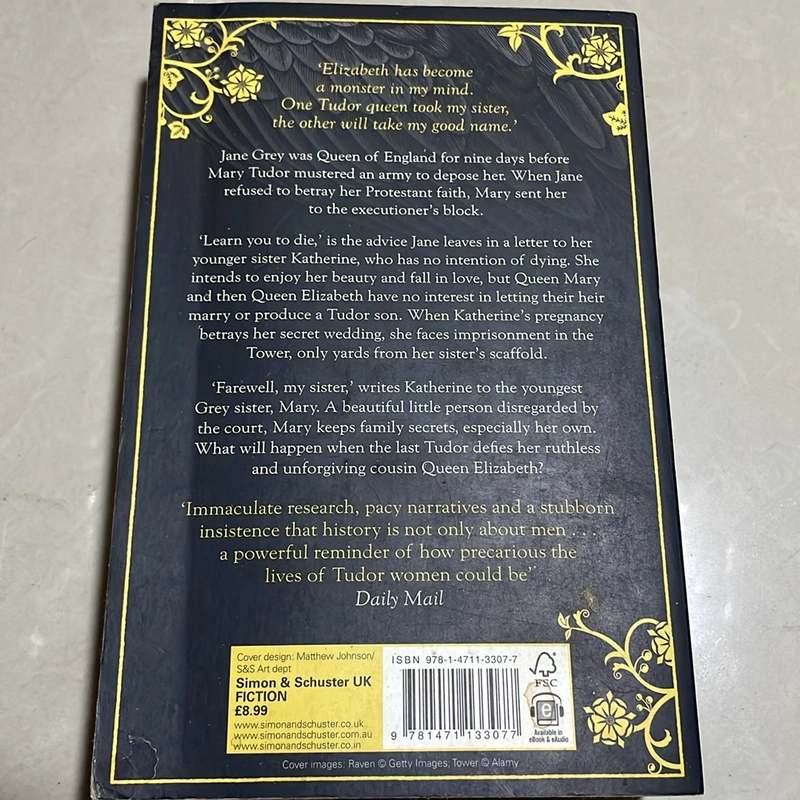 ‘Elizabeth has become
a monster in my mind.
One Tudor queen took my sister,
the other will take my good name.’
Jane Grey was Queen of England for nine days before
Mary Tudor mustered an army to depose her. When Jane
refused to betray her Protestant faith, Mary sent her
to the executioner’s block.
‘Learn you to die,’ is the advice Jane leaves in a letter to her
younger sister Katherine, who has no intention of dying. She
intends to enjoy her beauty and fall in love, but Queen Mary
and then Queen Elizabeth have no interest in letting their heir
marry or produce a Tudor son. When Katherine’s pregnancy
betrays her secret wedding, she faces imprisonment in the
Tower, only yards from her sister’s scaffold.
‘Farewell, my sister,’ writes Katherine to the youngest
Grey sister, Mary. A beautiful little person disregarded by
the court, Mary keeps family secrets, especially her own.
What will happen when the last Tudor defies her ruthless
and unforgiving cousin Queen Elizabeth?
‘Immaculate research, pacy narratives and a stubborn
insistence that history is not only about men . . .
a powerful reminder of how precarious the
lives of Tudor women could be’
Daily Mail
Cover design: Matthew Johnson/
S&S Art dept
Simon & Schuster UK
FICTION
£8.99
www.simonandschuster.co.uk
www.simonandschuster.com.au
www.simonandschuster.co.in
ISBN 978-1-4711-3307-7
9 781471 133077
FSC
e
Available in
eBook & eAudio
Cover images: Raven © Getty Images; Tower © Alamy